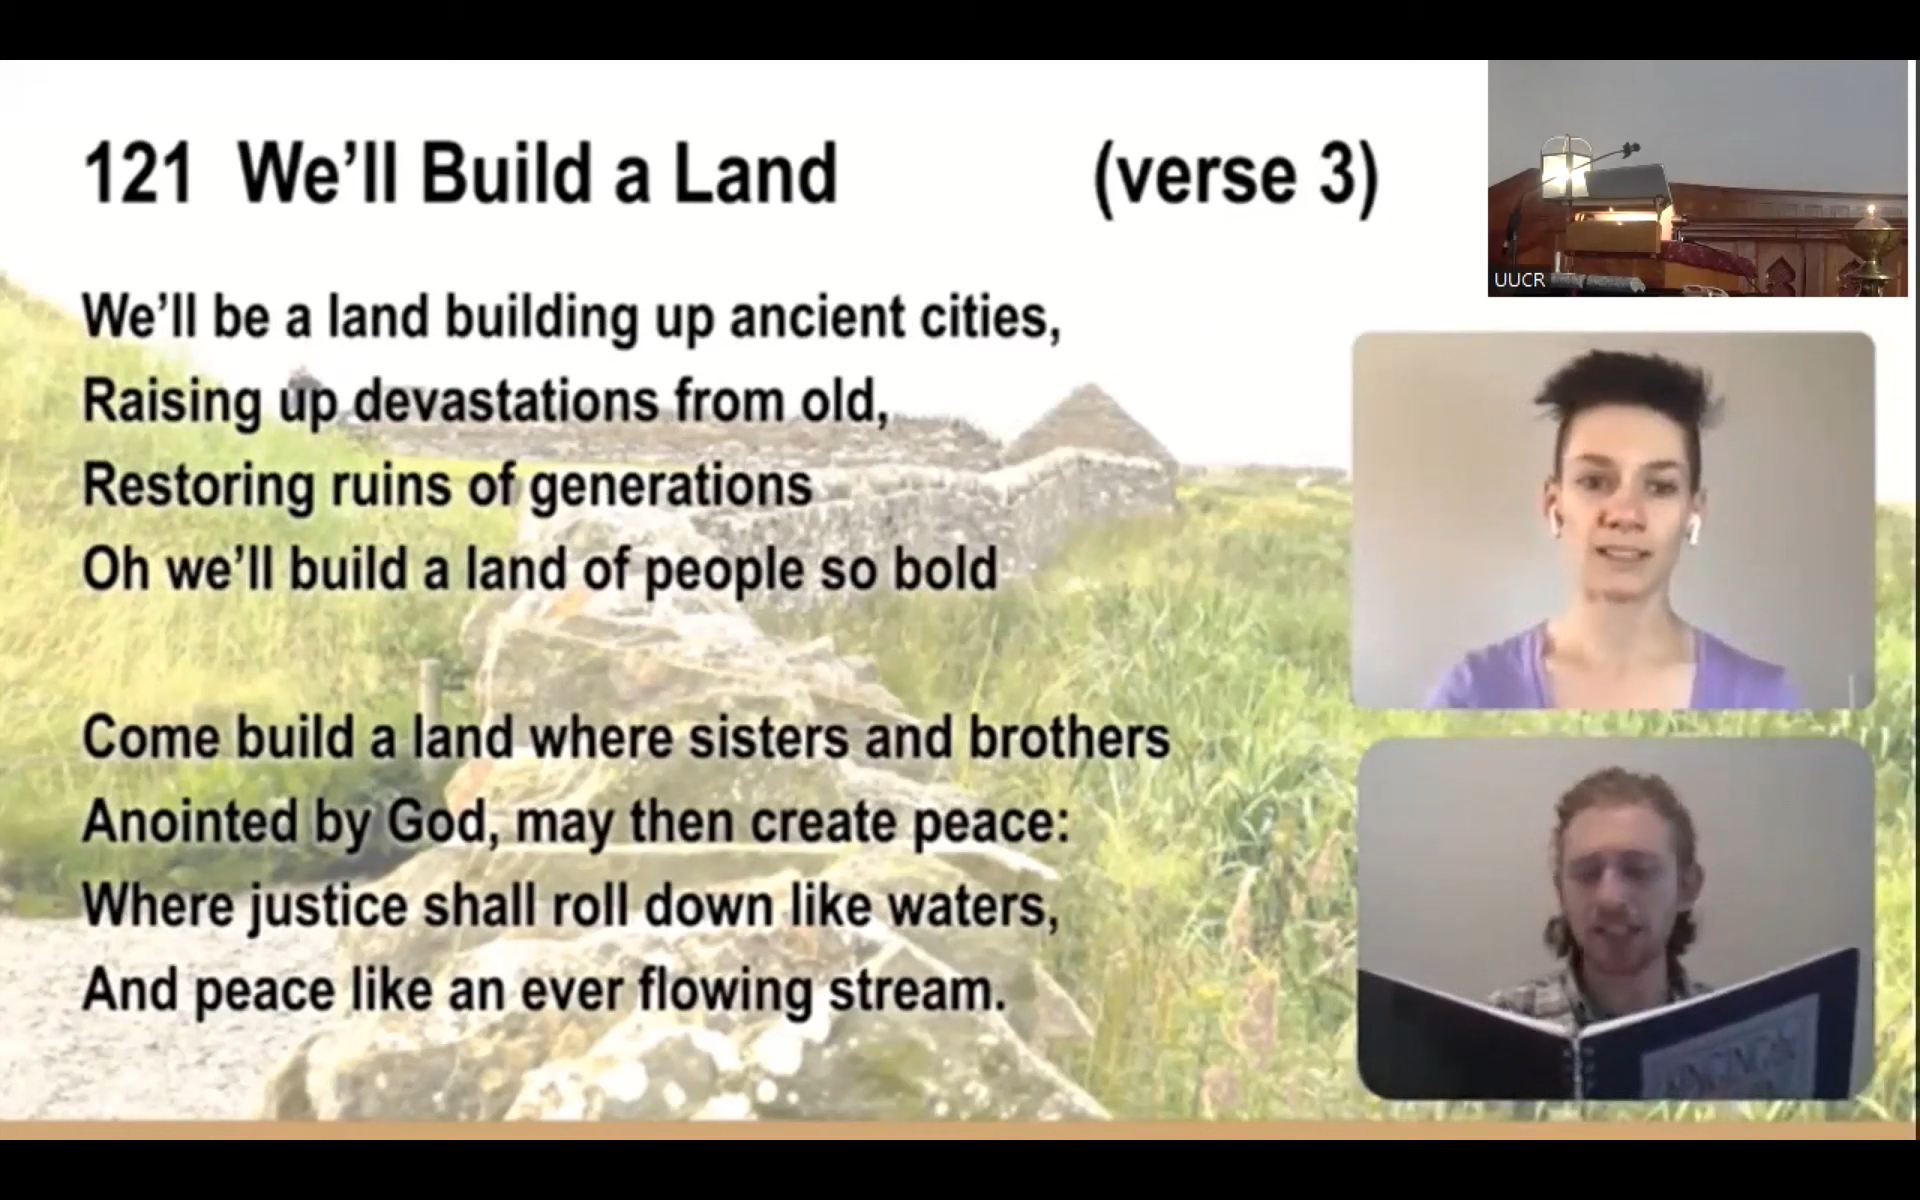 121 We’ll Build a Land (verse 3)
We’ll be a land building up ancient cities,
Raising up devastations from old,
Restoring ruins of generations
Oh we’ll build a land of people so bold
Come build a land where sisters and brothers
Anointed by God, may then create peace:
Where justice shall roll down like waters,
And peace like an ever flowing stream.
UUCR
SINGING the